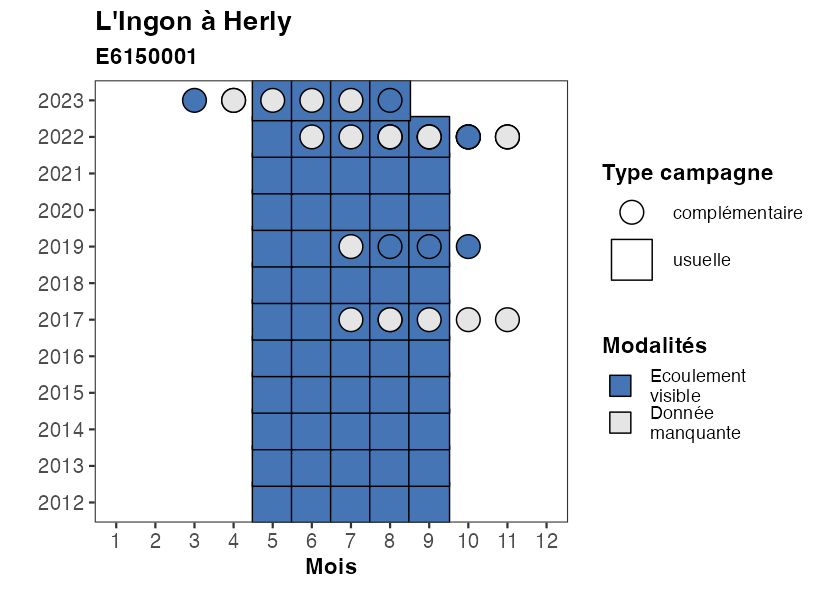 L'Ingon à Herly
E6150001
2023
2022
2021
2020
2019
2018
2017
2016
2015
2014
2013
2012
1 2 3 4 5 6 7 8 9 10 11 12
Mois
Type campagne
complémentaire
usuelle
Modalités
Ecoulement
visible
Donnée
manquante